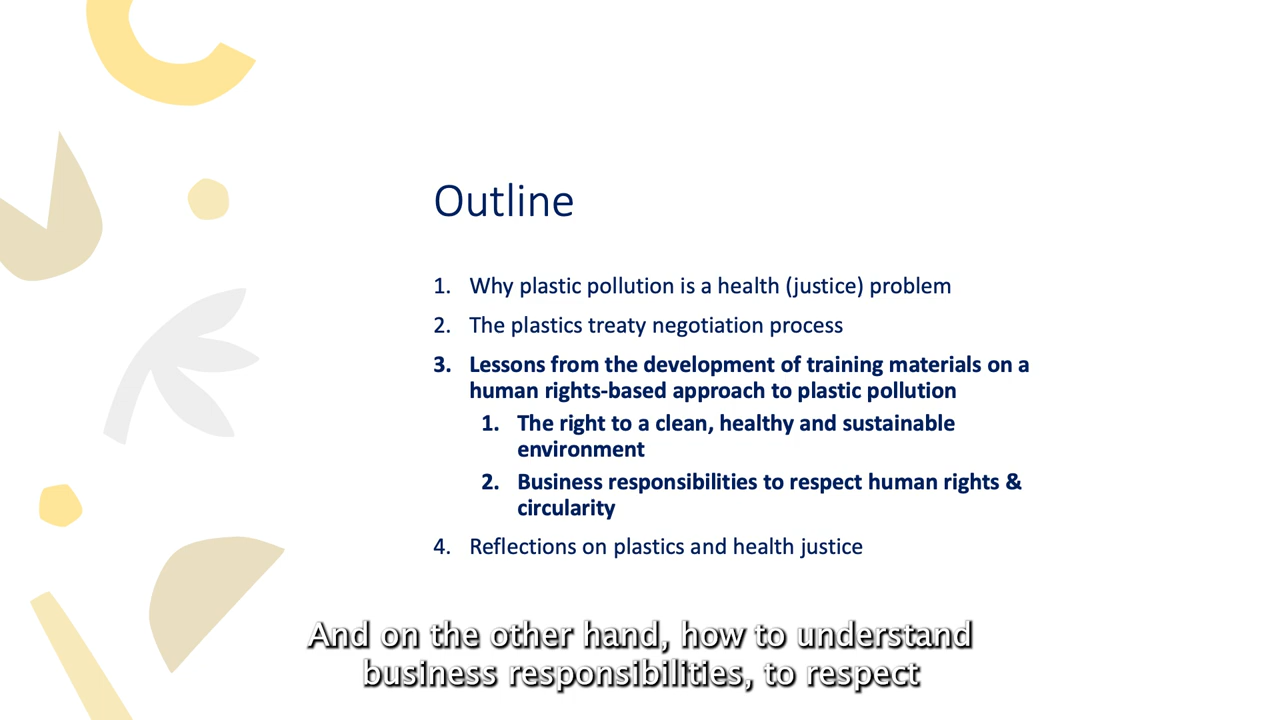 Outline
1. Why plastic pollution is a health (justice) problem
2. The plastics treaty negotiation process
3. Lessons from the development of training materials on a
human rights-based approach to plastic pollution
1. The right to a clean, healthy and sustainable
environment
2. Business responsibilities to respect human rights &
circularity
4. Reflections on plastics and health justice
And on the other hand, how to understand
business responsibilities, to respect